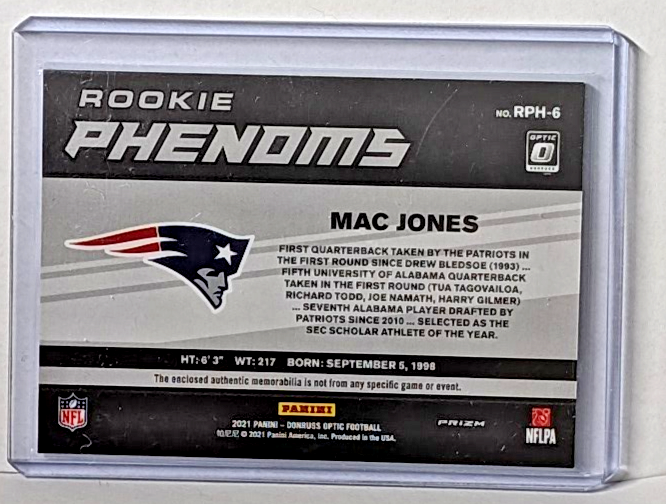 ROOKIE
PHENOMS
NO. RPH-6
OPTIC
MAC JONES
FIRST QUARTERBACK TAKEN BY THE PATRIOTS IN
THE FIRST ROUND SINCE DREW BLEDSOE (1993) ...
FIFTH UNIVERSITY OF ALABAMA QUARTERBACK
TAKEN IN THE FIRST ROUND (TUA TAGOVAILOA,
RICHARD TODD, JOE NAMATH, HARRY GILMER)
... SEVENTH ALABAMA PLAYER DRAFTED BY
PATRIOTS SINCE 2010 ... SELECTED AS THE
SEC SCHOLAR ATHLETE OF THE YEAR.
HT: 6' 3" WT: 217 BORN: SEPTEMBER 5, 1998
The enclosed authentic memorabilia is not from any specific game or event.
NFL
PANINI
2021 PANINI - DONRUSS OPTIC FOOTBALL
帕尼尼 © 2021 Panini America, Inc. Produced in the USA.
PRIZM
NFLPA